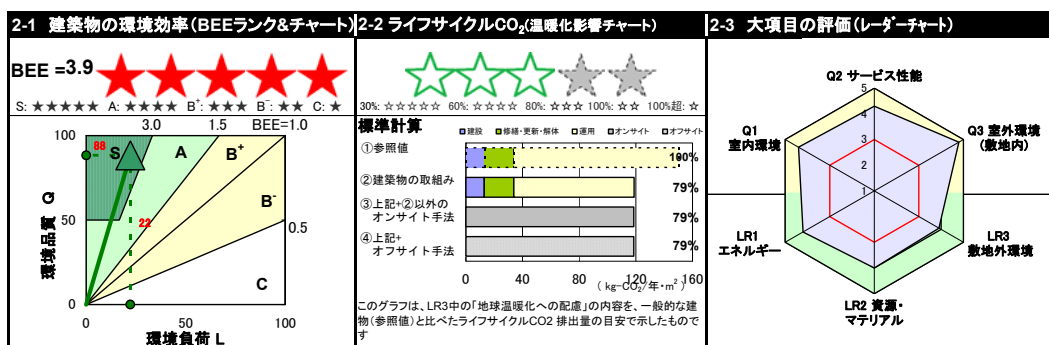 2-1 建築物の環境効率(BEEランク&チャート)
BEE = 3.9 ★★★★★
S: ★★★★★ A: ★★★★ B+: ★★★ B-: ★★ C: ★
3.0 1.5 BEE=1.0
100
88
S
A
B+
B-
50
22
0.5
C
0
0 50 100
環境品質 Q
環境負荷 L
2-2 ライフサイクルCO2(温暖化影響チャート)
30%: ☆☆☆☆☆ 60%: ☆☆☆☆ 80%: ☆☆☆ 100%: ☆☆ 100%超: ☆
標準計算
建設 修繕・更新・解体 運用 オンサイト オフサイト
①参照値 100%
②建築物の取組み 79%
③上記+②以外の
オンサイト手法 79%
④上記+
オフサイト手法 79%
0 40 80 120 160
( kg-CO2/年・m2 )
このグラフは、LR3中の「地球温暖化への配慮」の内容を、一般的な建
物(参照値)と比べたライフサイクルCO2 排出量の目安で示したもので
す
2-3 大項目の評価(レーダーチャート)
Q2 サービス性能
5
4
3
2
1
Q1
室内環境
Q3 室外環境
(敷地内)
LR1
エネルギー
LR3
敷地外環境
LR2 資源・
マテリアル